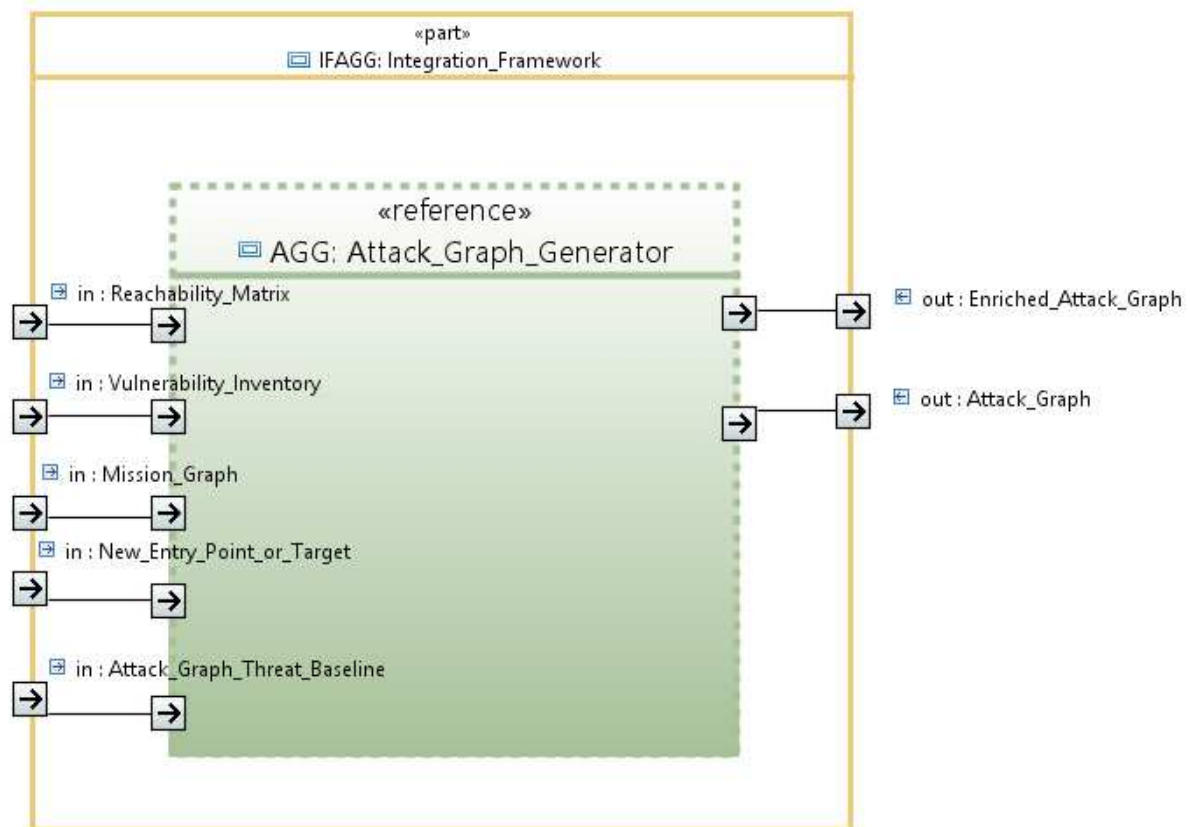 «part»
IFAGG: Integration_Framework
«reference»
AGG: Attack_Graph_Generator
in : Reachability_Matrix
out : Enriched_Attack_Graph
in : Vulnerability_Inventory
out : Attack_Graph
in : Mission_Graph
in : New_Entry_Point_or_Target
in : Attack_Graph_Threat_Baseline